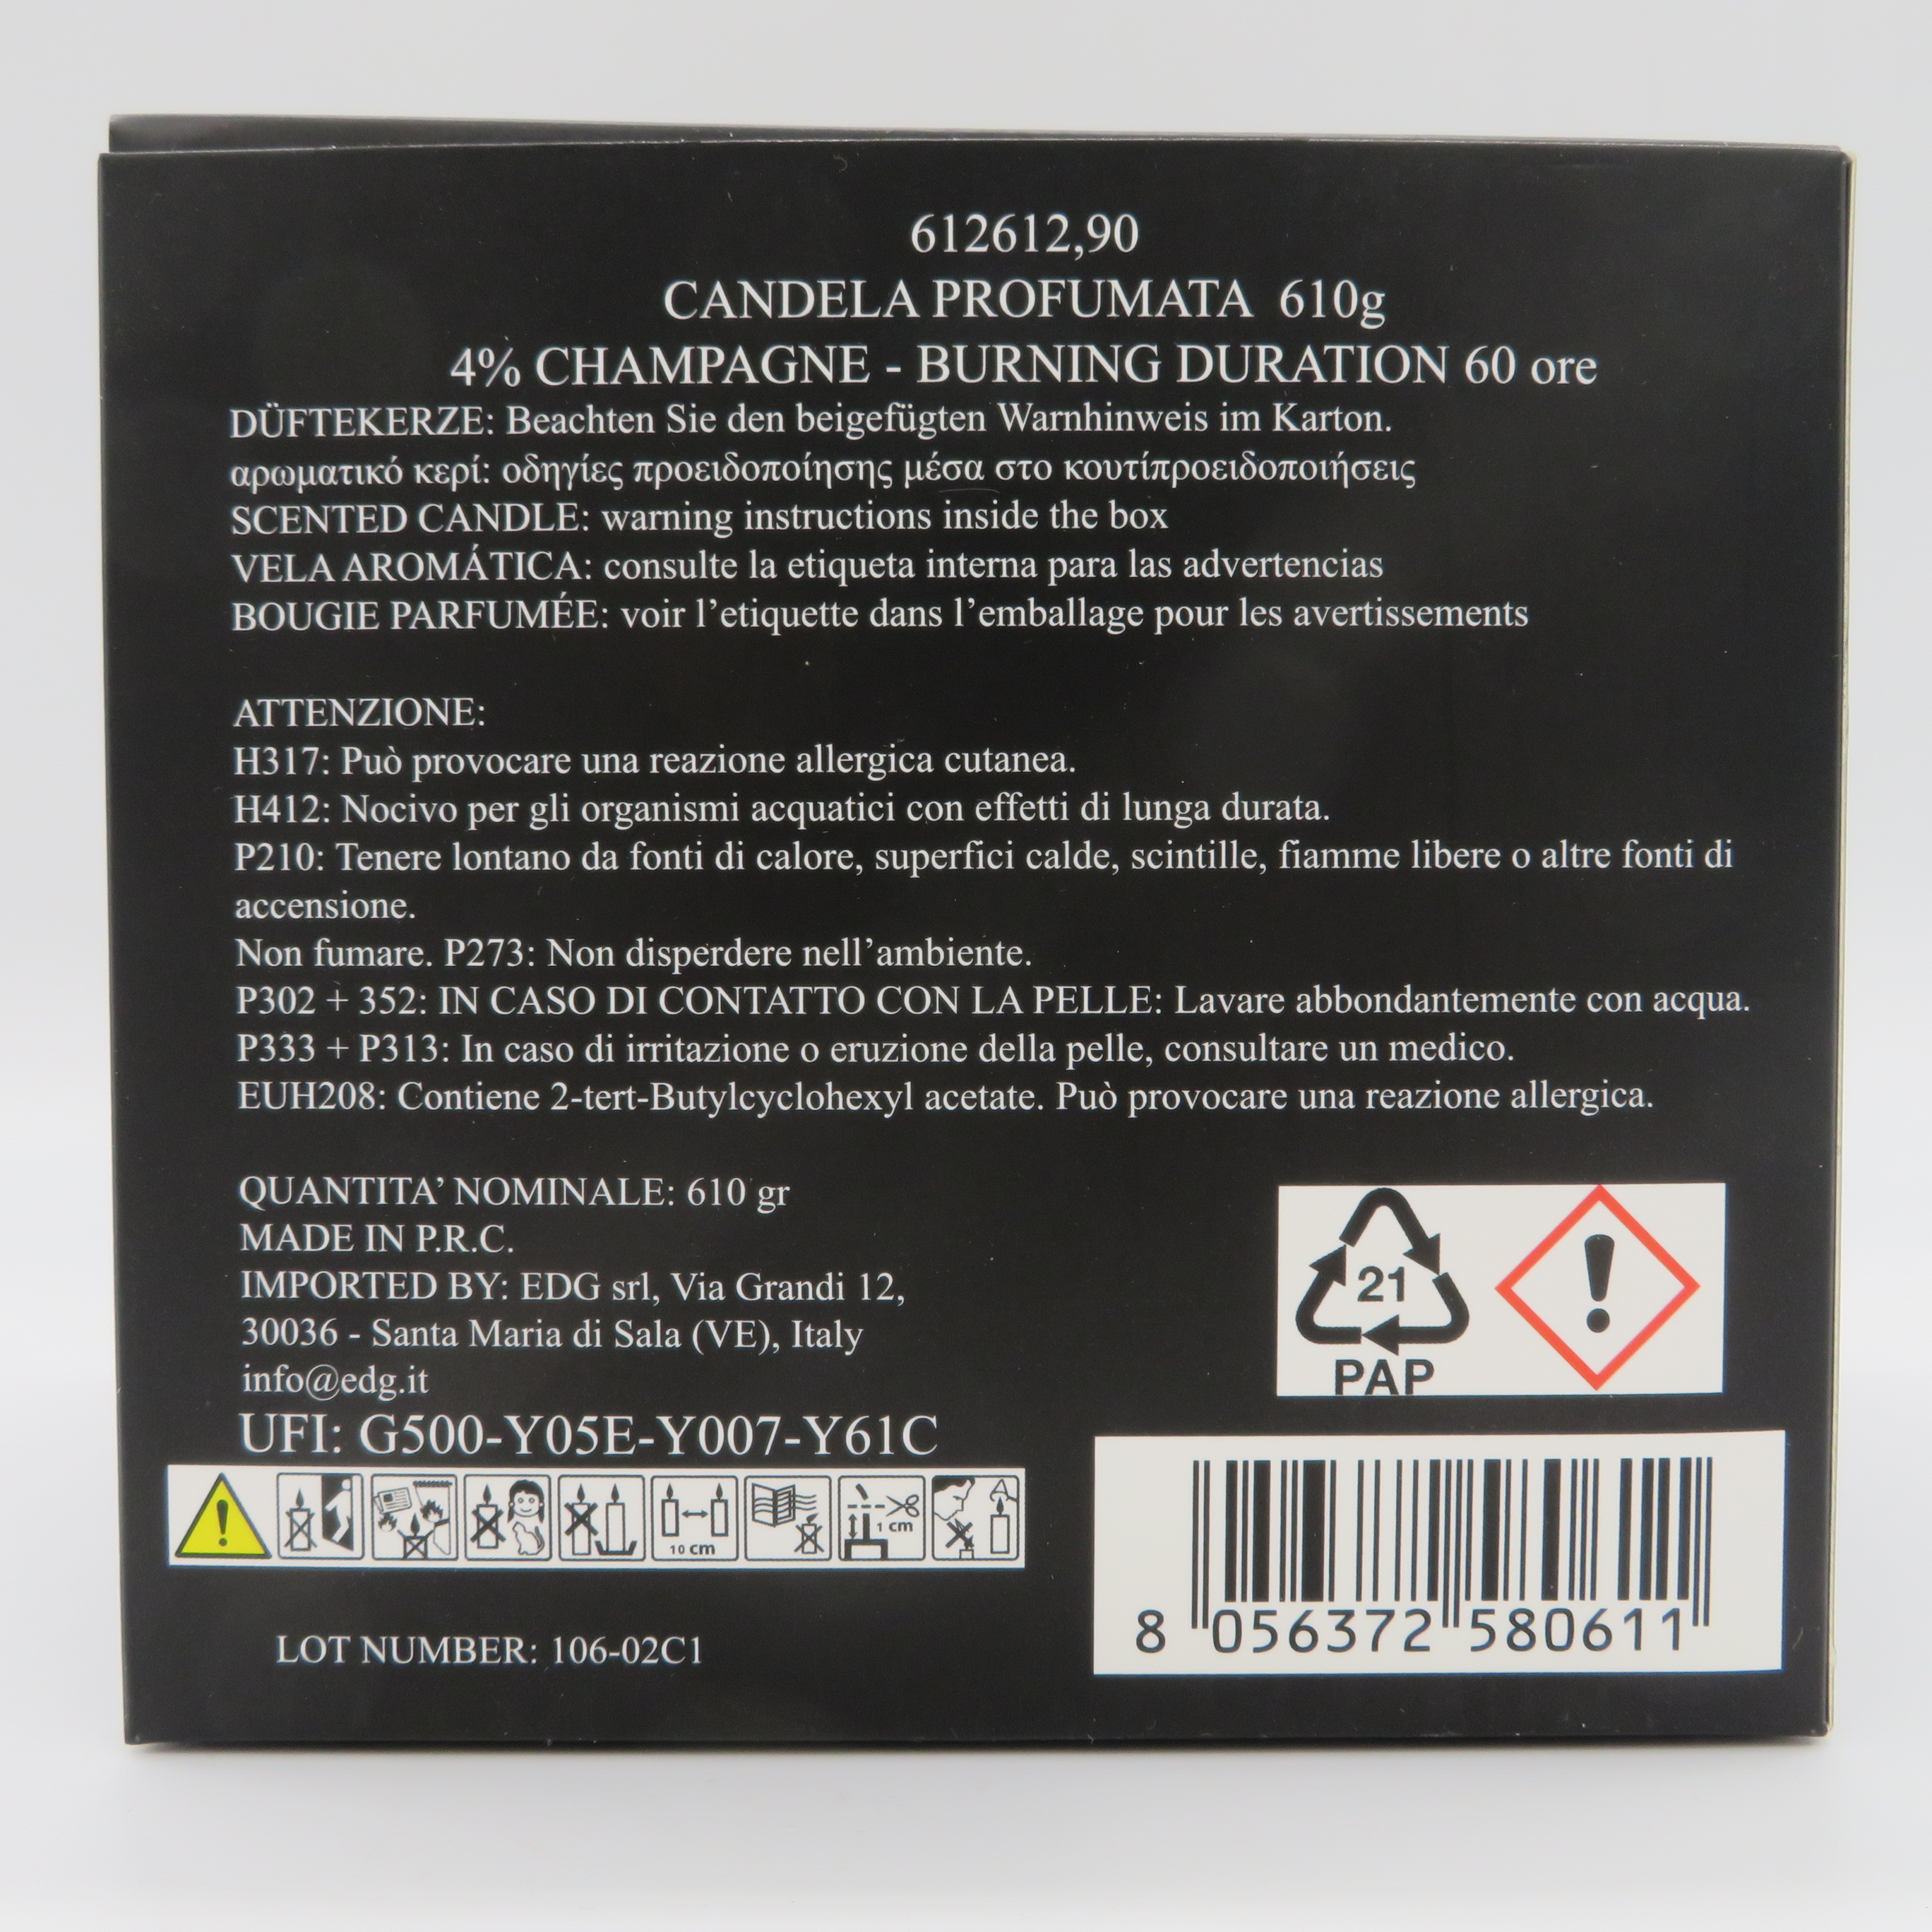 612612,90
CANDELA PROFUMATA 610g
4% CHAMPAGNE - BURNING DURATION 60 ore
DÜFTEKERZE: Beachten Sie den beigefügten Warnhinweis im Karton.
αρωματικό κερί: οδηγίες προειδοποίησης μέσα στο κουτίπροειδοποιήσεις
SCENTED CANDLE: warning instructions inside the box
VELA AROMÁTICA: consulte la etiqueta interna para las advertencias
BOUGIE PARFUMÉE: voir l’etiquette dans l’emballage pour les avertissements
ATTENZIONE:
H317: Può provocare una reazione allergica cutanea.
H412: Nocivo per gli organismi acquatici con effetti di lunga durata.
P210: Tenere lontano da fonti di calore, superfici calde, scintille, fiamme libere o altre fonti di
accensione.
Non fumare. P273: Non disperdere nell’ambiente.
P302 + 352: IN CASO DI CONTATTO CON LA PELLE: Lavare abbondantemente con acqua.
P333 + P313: In caso di irritazione o eruzione della pelle, consultare un medico.
EUH208: Contiene 2-tert-Butylcyclohexyl acetate. Può provocare una reazione allergica.
QUANTITA’ NOMINALE: 610 gr
MADE IN P.R.C.
IMPORTED BY: EDG srl, Via Grandi 12,
30036 - Santa Maria di Sala (VE), Italy
info@edg.it
UFI: G500-Y05E-Y007-Y61C
10 cm
1 cm
LOT NUMBER: 106-02C1
21
PAP
8 056372 580611